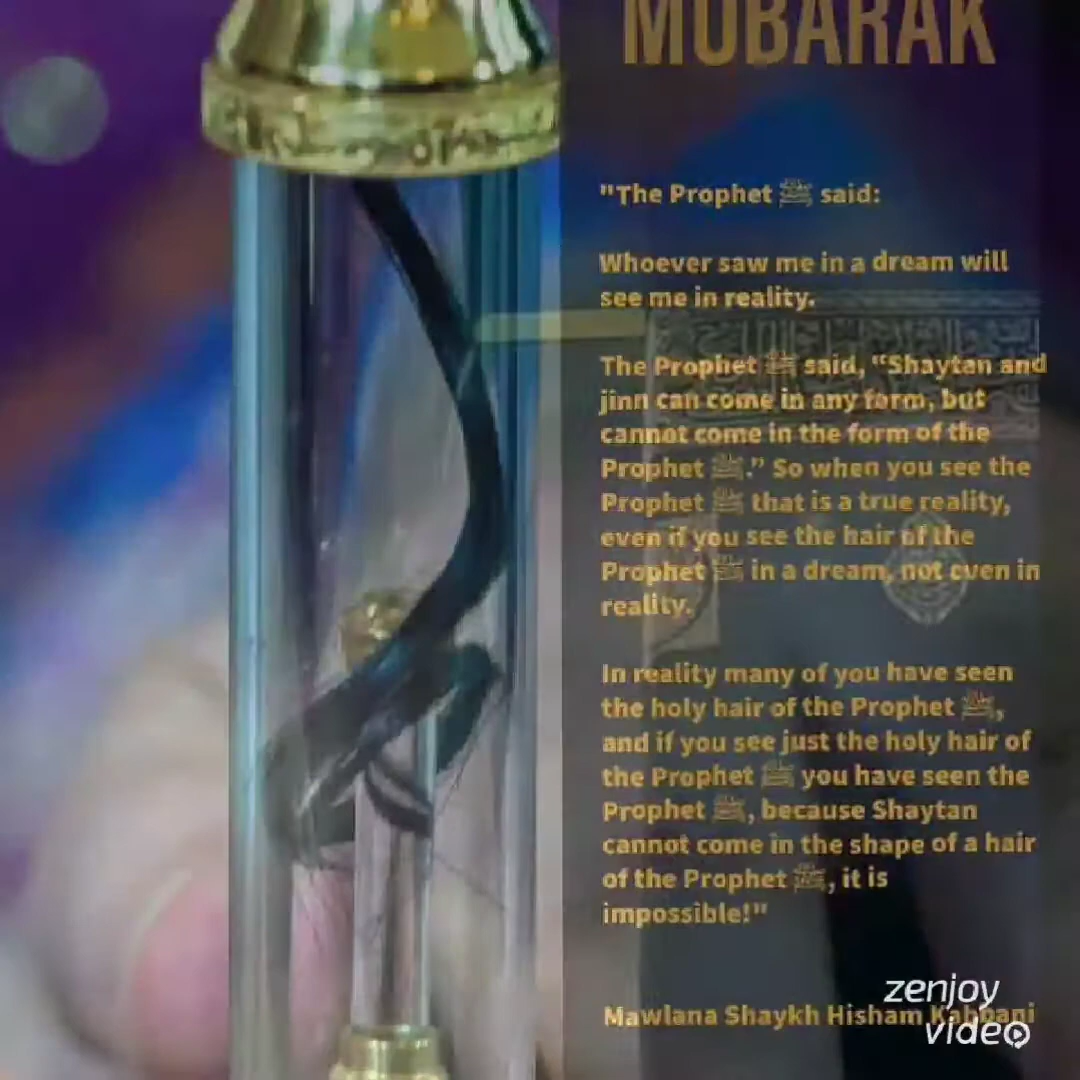 MUBARAK
"The Prophet ﷺ said:
Whoever saw me in a dream will
see me in reality.
The Prophet ﷺ said, “Shaytan and
jinn can come in any form, but
cannot come in the form of the
Prophet ﷺ.” So when you see the
Prophet ﷺ that is a true reality,
even if you see the hair of the
Prophet ﷺ in a dream, not even in
reality.
In reality many of you have seen
the holy hair of the Prophet ﷺ,
and if you see just the holy hair of
the Prophet ﷺ you have seen the
Prophet ﷺ, because Shaytan
cannot come in the shape of a hair
of the Prophet ﷺ, it is
impossible!"
Mawlana Shaykh Hisham Kabbani
zenjoy
video